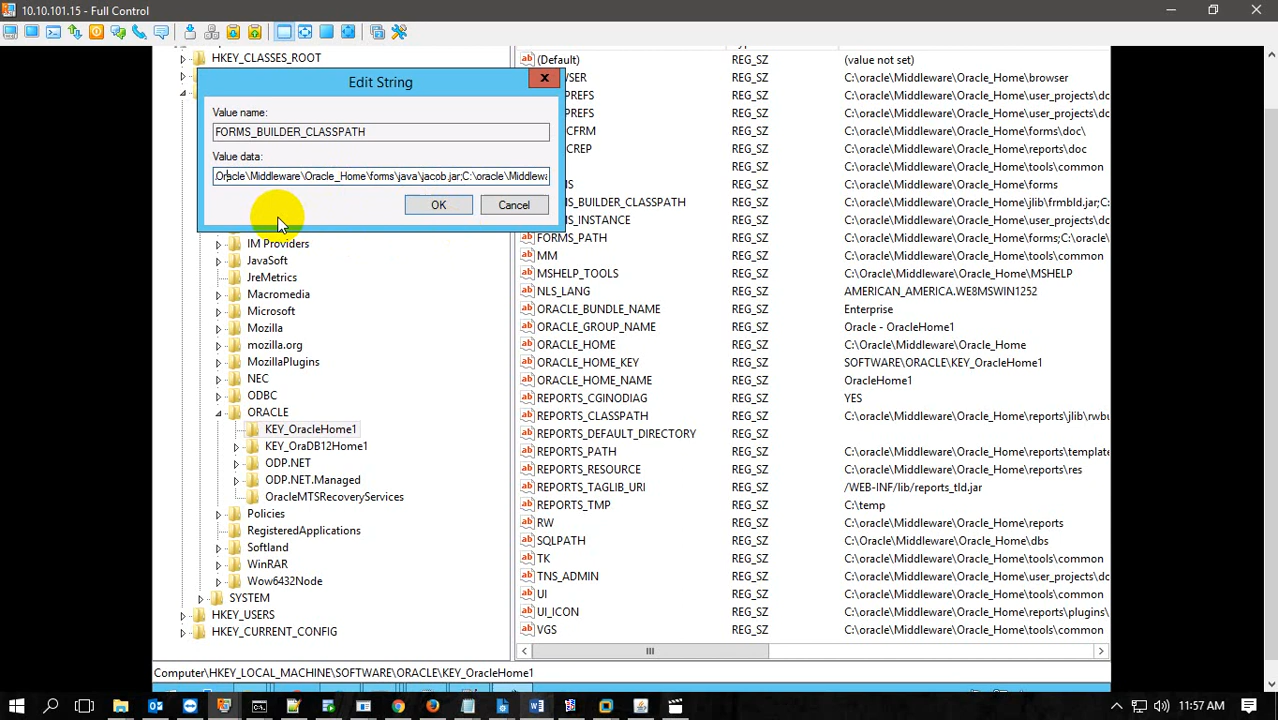 10.10.101.15 - Full Control
HKEY_CLASSES_ROOT
Edit String
Value name:
FORMS_BUILDER_CLASSPATH
Value data:
Oracle\Middleware\Oracle_Home\forms\java\jacob.jar;C:\oracle\Middlewa
OK
Cancel
IM Providers
JavaSoft
JreMetrics
Macromedia
Microsoft
Mozilla
mozilla.org
MozillaPlugins
NEC
ODBC
ORACLE
KEY_OracleHome1
KEY_OraDB12Home1
ODP.NET
ODP.NET.Managed
OracleMTSRecoveryServices
Policies
RegisteredApplications
Softland
WinRAR
Wow6432Node
SYSTEM
HKEY_USERS
HKEY_CURRENT_CONFIG
(Default) REG_SZ (value not set)
OWSER REG_SZ C:\oracle\Middleware\Oracle_Home\browser
PREFS REG_SZ C:\oracle\Middleware\Oracle_Home\user_projects\do
PREFS REG_SZ C:\oracle\Middleware\Oracle_Home\user_projects\do
CFRM REG_SZ C:\oracle\Middleware\Oracle_Home\forms\doc\
CREP REG_SZ C:\oracle\Middleware\Oracle_Home\reports\doc
REG_SZ C:\oracle\Middleware\Oracle_Home\tools\common
MS REG_SZ C:\oracle\Middleware\Oracle_Home\forms
MS_BUILDER_CLASSPATH REG_SZ C:\oracle\Middleware\Oracle_Home\jlib\frmbld.jar;C:
FORMS_INSTANCE REG_SZ C:\oracle\Middleware\Oracle_Home\user_projects\do
FORMS_PATH REG_SZ C:\oracle\Middleware\Oracle_Home\forms;C:\oracle
MM REG_SZ C:\oracle\Middleware\Oracle_Home\tools\common
MSHELP_TOOLS REG_SZ C:\Oracle\Middleware\Oracle_Home\MSHELP
NLS_LANG REG_SZ AMERICAN_AMERICA.WE8MSWIN1252
ORACLE_BUNDLE_NAME REG_SZ Enterprise
ORACLE_GROUP_NAME REG_SZ Oracle - OracleHome1
ORACLE_HOME REG_SZ C:\Oracle\Middleware\Oracle_Home
ORACLE_HOME_KEY REG_SZ SOFTWARE\ORACLE\KEY_OracleHome1
ORACLE_HOME_NAME REG_SZ OracleHome1
REPORTS_CGINODIAG REG_SZ YES
REPORTS_CLASSPATH REG_SZ C:\oracle\Middleware\Oracle_Home\reports\jlib\rwbu
REPORTS_DEFAULT_DIRECTORY REG_SZ
REPORTS_PATH REG_SZ C:\oracle\Middleware\Oracle_Home\reports\template
REPORTS_RESOURCE REG_SZ C:\oracle\Middleware\Oracle_Home\reports\res
REPORTS_TAGLIB_URI REG_SZ /WEB-INF/lib/reports_tld.jar
REPORTS_TMP REG_SZ C:\temp
RW REG_SZ C:\oracle\Middleware\Oracle_Home\reports
SQLPATH REG_SZ C:\Oracle\Middleware\Oracle_Home\dbs
TK REG_SZ C:\oracle\Middleware\Oracle_Home\tools\common
TNS_ADMIN REG_SZ C:\oracle\Middleware\Oracle_Home\user_projects\do
UI REG_SZ C:\oracle\Middleware\Oracle_Home\tools\common
UI_ICON REG_SZ C:\oracle\Middleware\Oracle_Home\reports\plugins\
VGS REG_SZ C:\oracle\Middleware\Oracle_Home\tools\common
Computer\HKEY_LOCAL_MACHINE\SOFTWARE\ORACLE\KEY_OracleHome1
11:57 AM